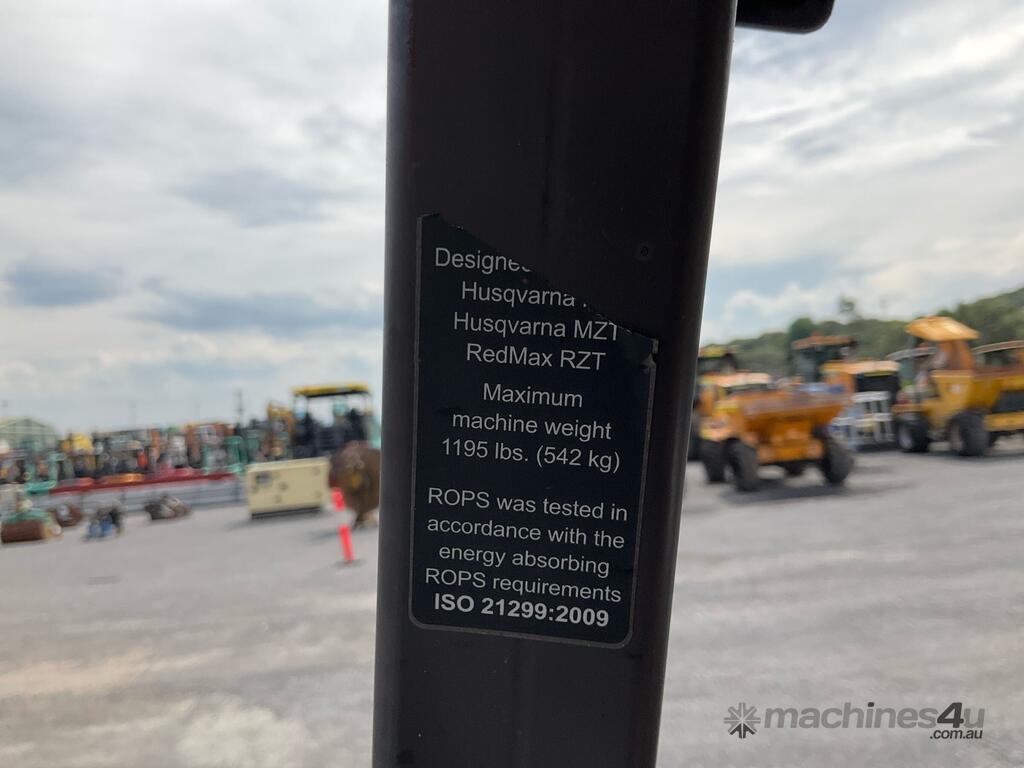 Husqvarna
Husqvarna MZT
RedMax RZT
Maximum
machine weight
1195 lbs. (542 kg)
ROPS was tested in
accordance with the
energy absorbing
ROPS requirements
ISO 21299:2009
machines4u
.com.au